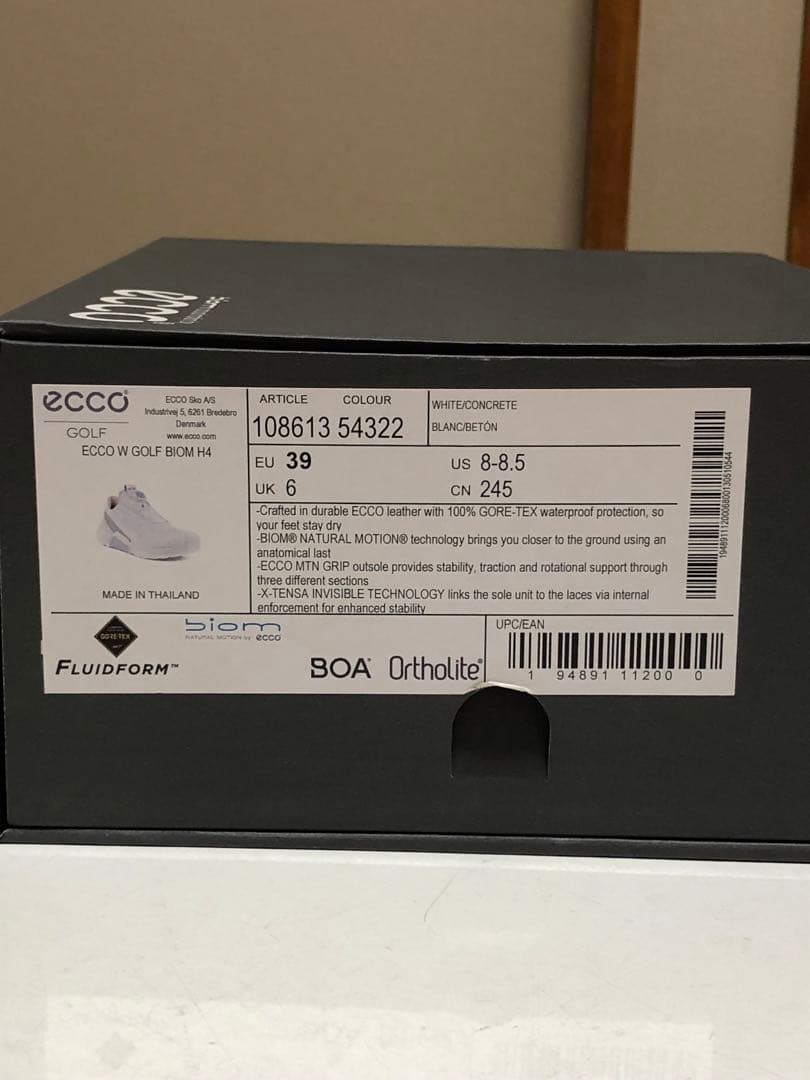 ecco
ecco
GOLF
ECCO Sko A/S
Industrivej 5, 6261 Bredebro
Denmark
www.ecco.com
ECCO W GOLF BIOM H4
MADE IN THAILAND
ARTICLE COLOUR
108613 54322
WHITE/CONCRETE
BLANC/BETÓN
EU 39
US 8-8.5
UK 6
CN 245
-Crafted in durable ECCO leather with 100% GORE-TEX waterproof protection, so
your feet stay dry
-BIOM® NATURAL MOTION® technology brings you closer to the ground using an
anatomical last
-ECCO MTN GRIP outsole provides stability, traction and rotational support through
three different sections
-X-TENSA INVISIBLE TECHNOLOGY links the sole unit to the laces via internal
enforcement for enhanced stability
GORE-TEX
biom
NATURAL MOTION by ecco
FLUIDFORM™
BOA® Ortholite®
UPC/EAN
1 94891 11200 0